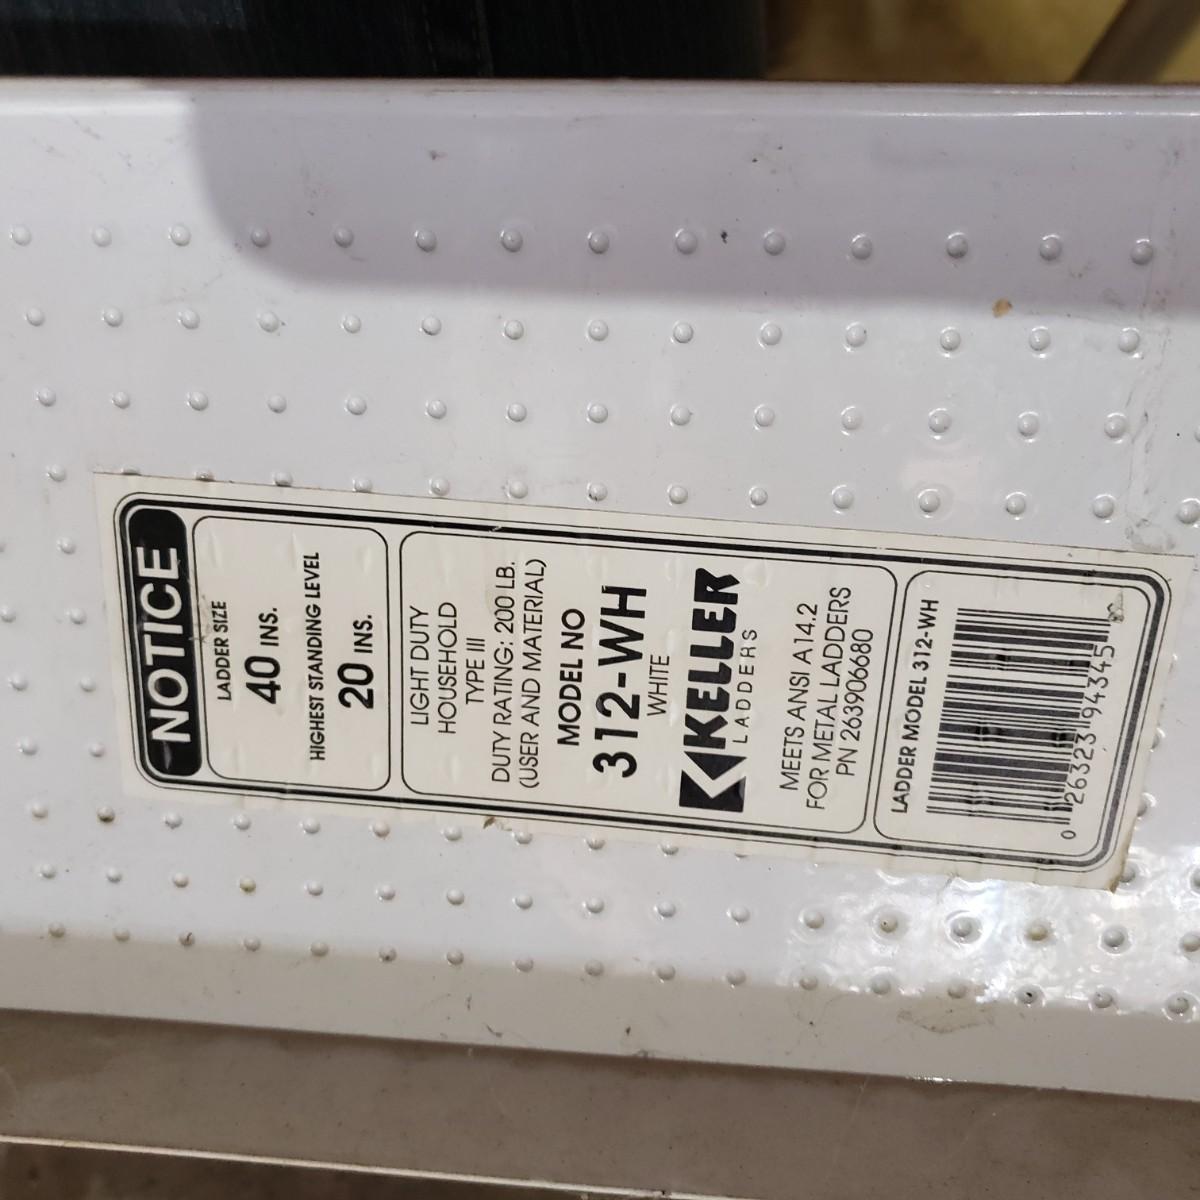 NOTICE
LADDER SIZE
40 INS.
HIGHEST STANDING LEVEL
20 INS.
LIGHT DUTY
HOUSEHOLD
TYPE III
DUTY RATING: 200 LB.
(USER AND MATERIAL)
MODEL NO
312-WH
WHITE
KELLER
LADDERS
MEETS ANSI A14.2
FOR METAL LADDERS
PN 263906680
LADDER MODEL 312-WH
0 26323 94345